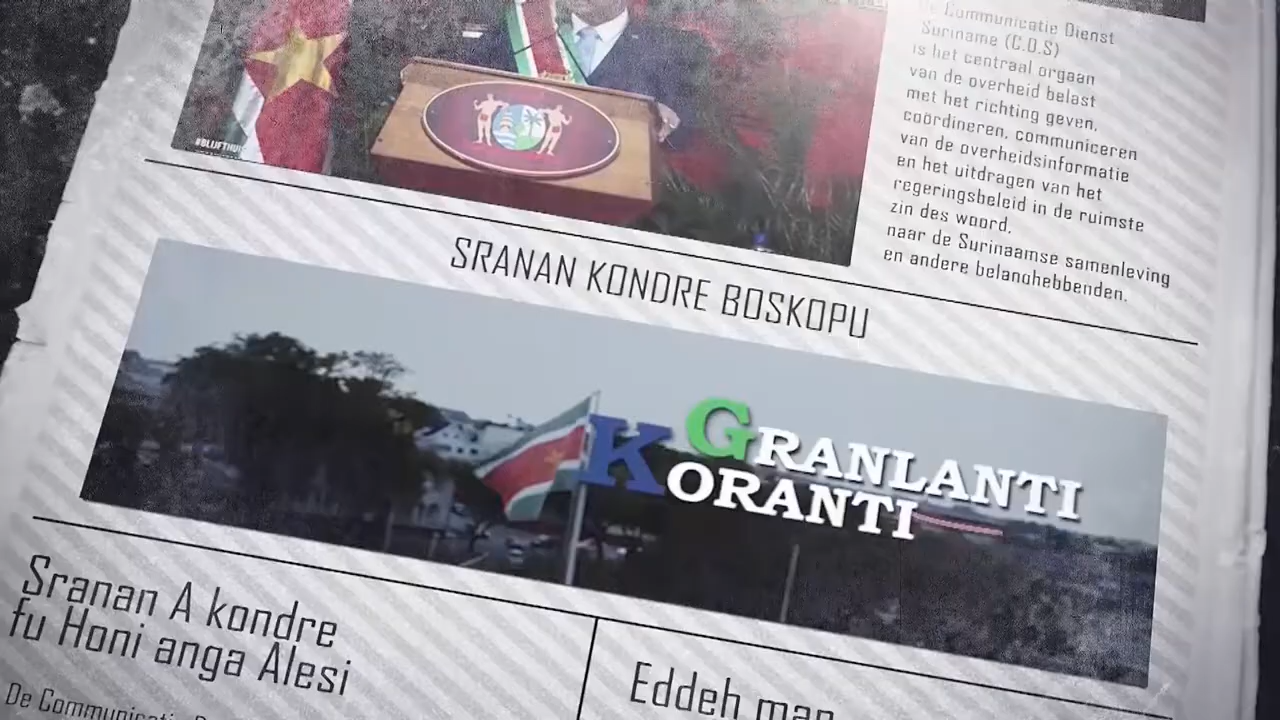 Communicatie Dienst
Suriname (C.D.S)
is het centraal orgaan
van de overheid belast
met het richting geven,
coördineren, communiceren
van de overheidsinformatie
en het uitdragen van het
regeringsbeleid in de ruimste
zin des woord.
naar de Surinaamse samenleving
en andere belanghebbenden.
SRANAN KONDRE BOSKOPU
GRANLANTI
KORANTI
Sranan A kondre
fu Honi anga Alesi
De
Eddeh man